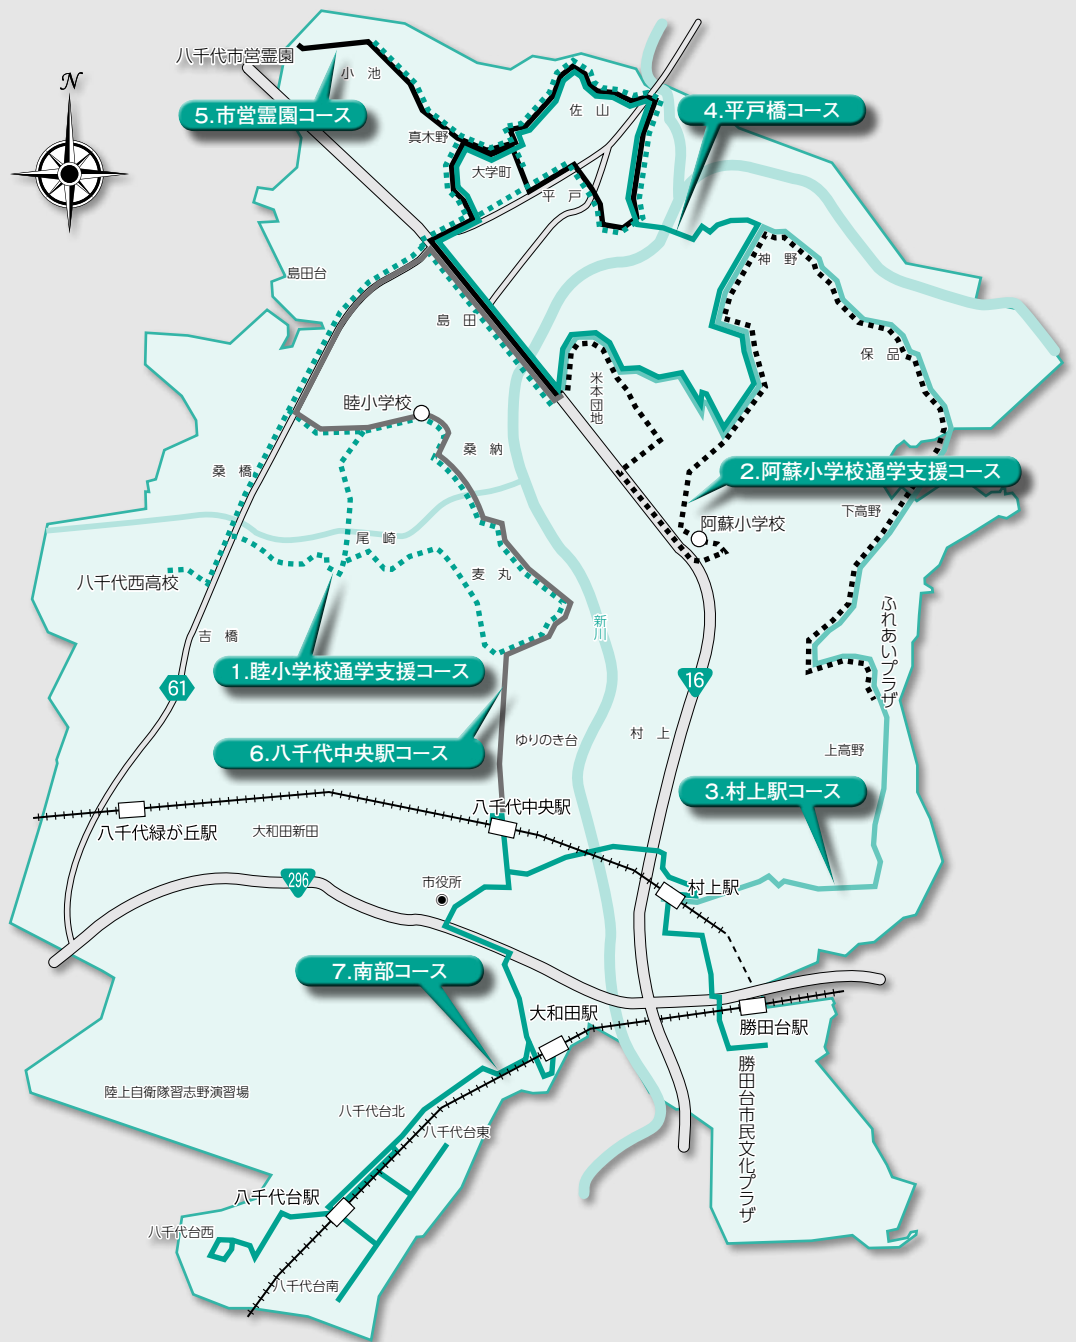 N
八千代市営霊園
小池
5.市営霊園コース
佐山
4.平戸橋コース
真木野
大学町
平戸
神野
島田台
島田
保品
米本団地
睦小学校
桑納
桑橋
2.阿蘇小学校通学支援コース
下高野
阿蘇小学校
尾崎
麦丸
八千代西高校
ふれあいプラザ
新川
吉橋
1.睦小学校通学支援コース
61
16
村上
ゆりのき台
上高野
6.八千代中央駅コース
3.村上駅コース
八千代中央駅
八千代緑が丘駅
大和田新田
296
市役所
村上駅
7.南部コース
大和田駅
勝田台駅
勝田台市民文化プラザ
陸上自衛隊習志野演習場
八千代台北
八千代台東
八千代台駅
八千代台西
八千代台南